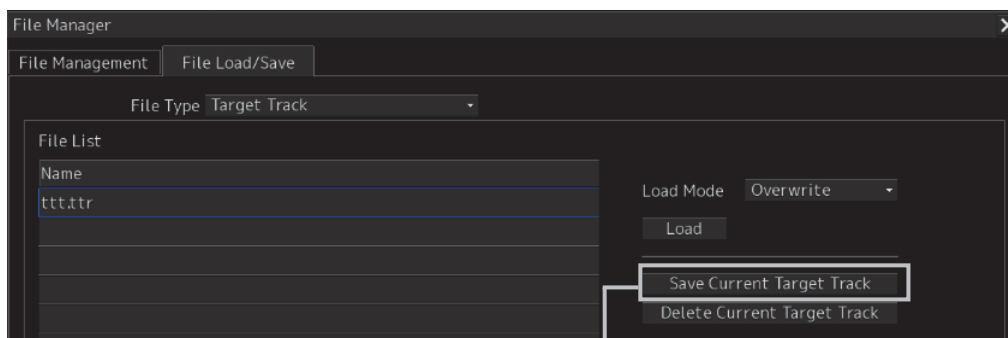 File Manager
File Management
File Load/Save
File Type Target Track
File List
Name
ttt.ttr
Load Mode Overwrite
Load
Save Current Target Track
Delete Current Target Track